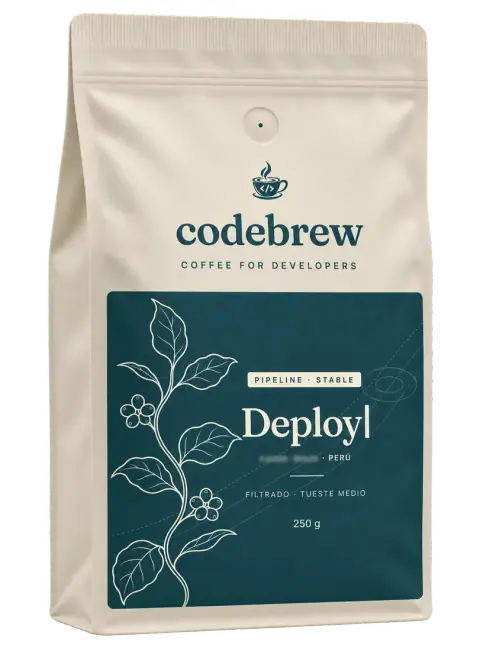 </>
codebrew
COFFEE FOR DEVELOPERS
PIPELINE · STABLE
Deploy|
· PERÚ
FILTRADO · TUESTE MEDIO
250 g